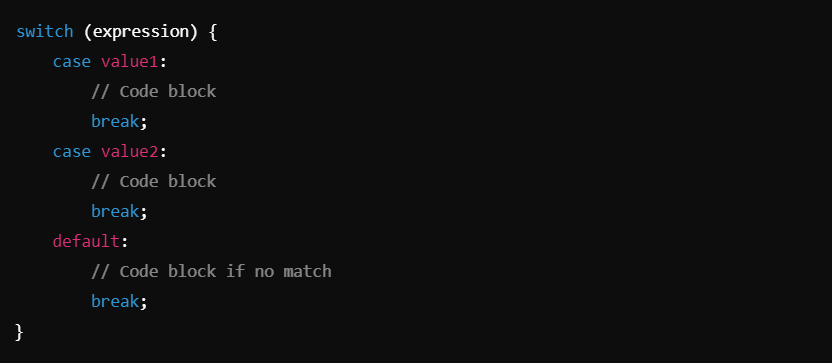 switch (expression) {
    case value1:
        // Code block
        break;
    case value2:
        // Code block
        break;
    default:
        // Code block if no match
        break;
}